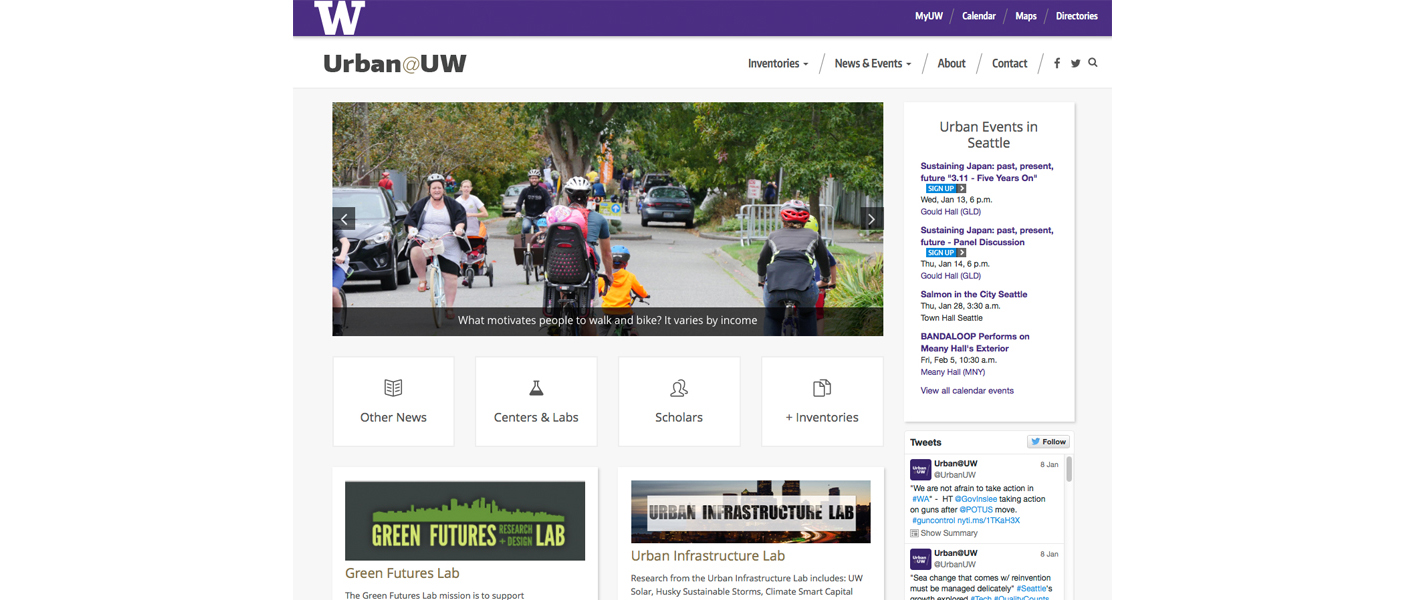 W
MyUW
Calendar
Maps
Directories
Urban@UW
Inventories
News & Events
About
Contact
What motivates people to walk and bike? It varies by income
Other News
Centers & Labs
Scholars
+ Inventories
GREEN FUTURES RESEARCH + DESIGN LAB
Green Futures Lab
The Green Futures Lab mission is to support
URBAN INFRASTRUCTURE LAB
Urban Infrastructure Lab
Research from the Urban Infrastructure Lab includes: UW
Solar, Husky Sustainable Storms, Climate Smart Capital
Urban Events in
Seattle
Sustaining Japan: past, present,
future "3.11 - Five Years On"
SIGN UP
Wed, Jan 13, 6 p.m.
Gould Hall (GLD)
Sustaining Japan: past, present,
future - Panel Discussion
SIGN UP
Thu, Jan 14, 6 p.m.
Gould Hall (GLD)
Salmon in the City Seattle
Thu, Jan 28, 3:30 a.m.
Town Hall Seattle
BANDALOOP Performs on
Meany Hall's Exterior
Fri, Feb 5, 10:30 a.m.
Meany Hall (MNY)
View all calendar events
Tweets
Follow
Urban@UW 8 Jan
@UrbanUW
"We are not afrain to take action in
#WA" - HT @GovInslee taking action
on guns after @POTUS move.
#guncontrol nyti.ms/1TKaH3X
Show Summary
Urban@UW 8 Jan
@UrbanUW
"Sea change that comes w/ reinvention
must be managed delicately" #Seattle's
growth explored #Tech #QualityCounts